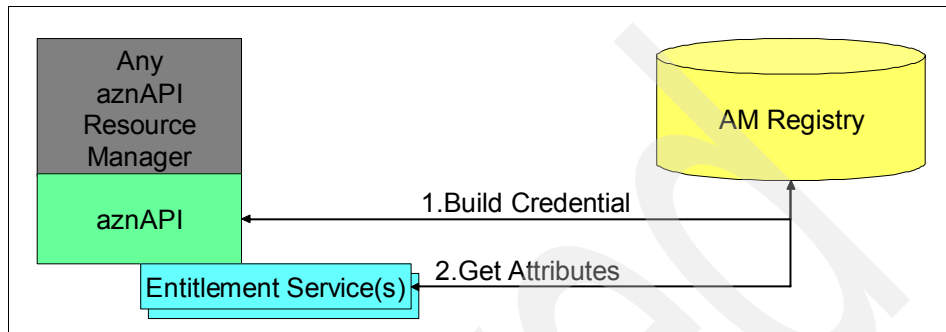 Any
aznAPI
Resource
Manager
aznAPI
Entitlement Service(s)
1.Build Credential
2.Get Attributes
AM Registry